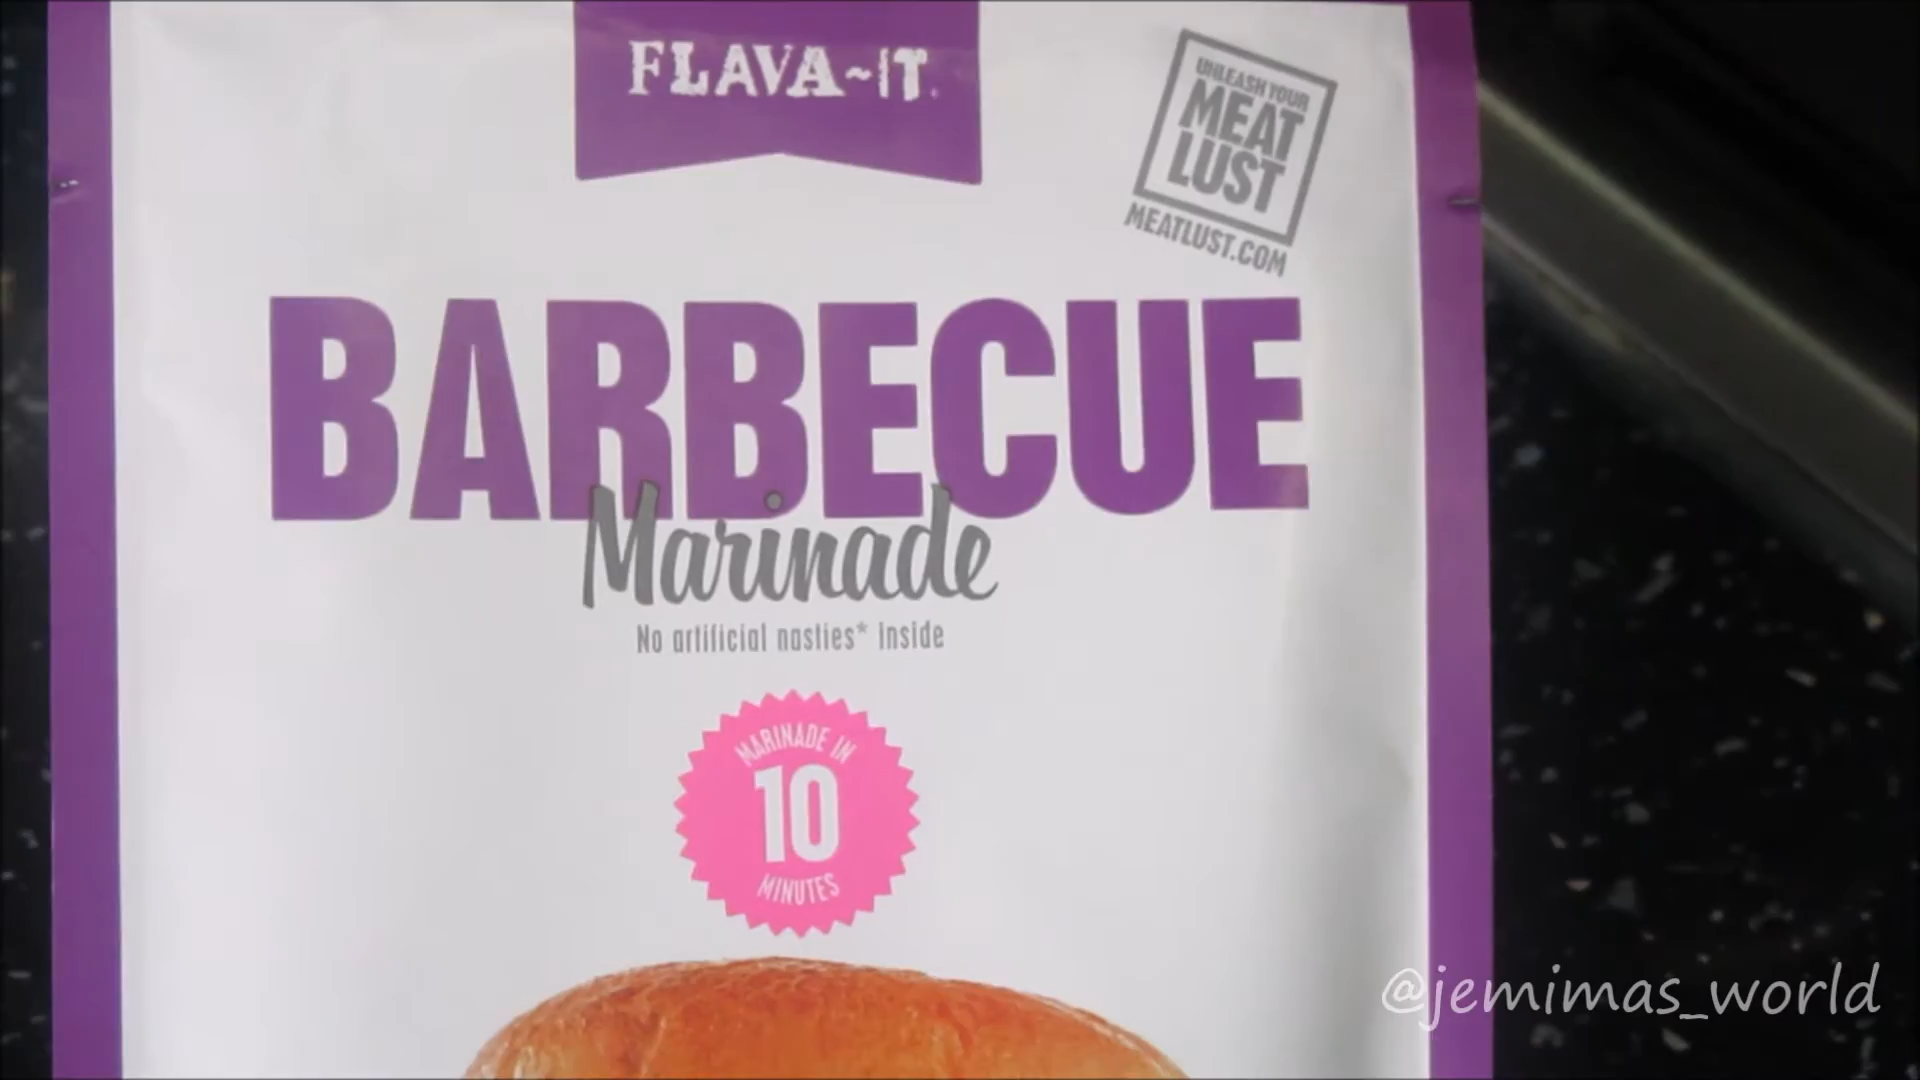 FLAVA~IT
UNLEASH YOUR
MEAT
LUST
MEATLUST.COM
BARBECUE
Marinade
No artificial nasties* Inside
MARINADE IN
10
MINUTES
@jemimas_world